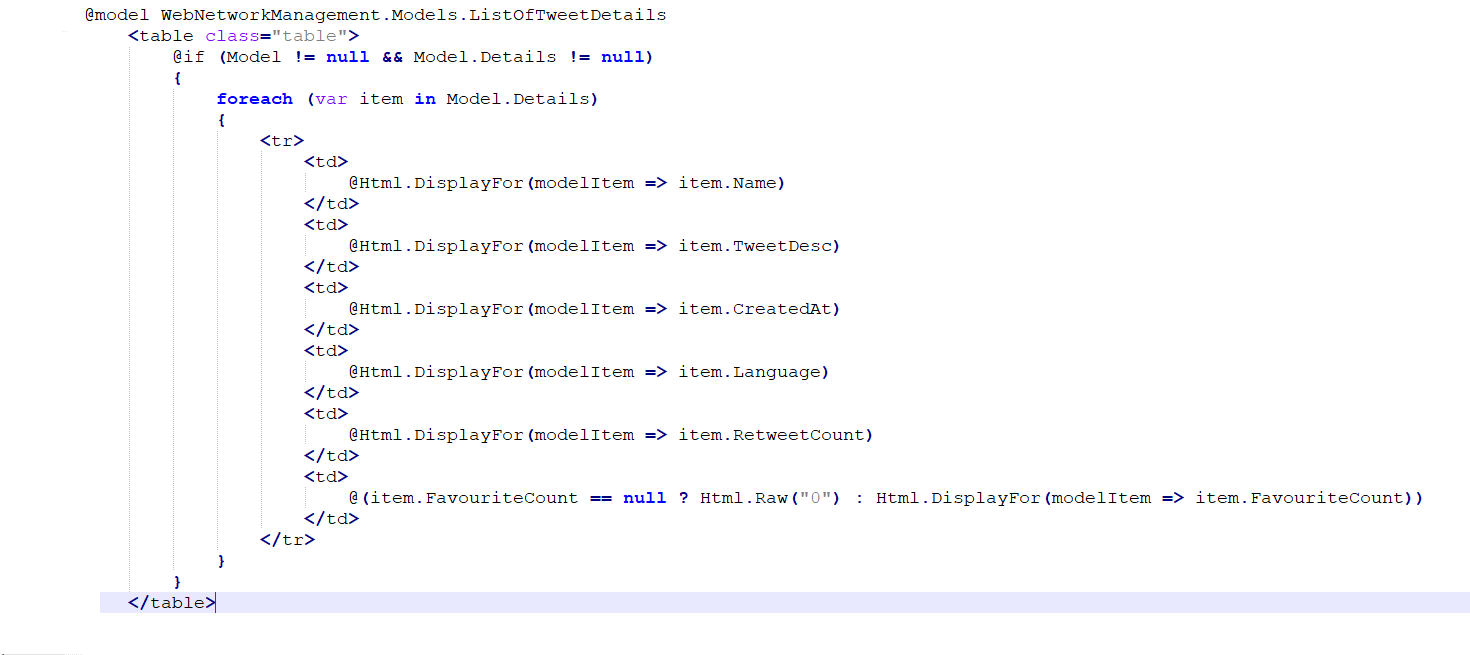 @model WebNetworkManagement.Models.ListOfTweetDetails
<table class="table">
@if (Model != null && Model.Details != null)
{
foreach (var item in Model.Details)
{
<tr>
<td>
@Html.DisplayFor(modelItem => item.Name)
</td>
<td>
@Html.DisplayFor(modelItem => item.TweetDesc)
</td>
<td>
@Html.DisplayFor(modelItem => item.CreatedAt)
</td>
<td>
@Html.DisplayFor(modelItem => item.Language)
</td>
<td>
@Html.DisplayFor(modelItem => item.RetweetCount)
</td>
<td>
@(item.FavouriteCount == null ? Html.Raw("0") : Html.DisplayFor(modelItem => item.FavouriteCount))
</td>
</tr>
}
}
</table>